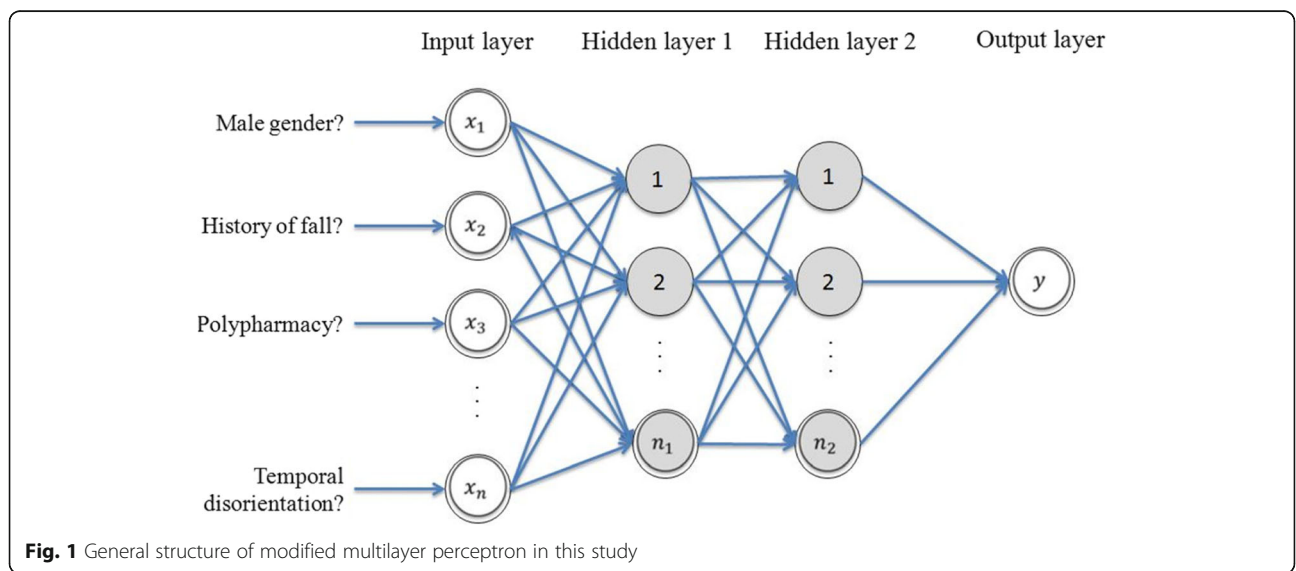 Input layer
Hidden layer 1
Hidden layer 2
Output layer
Male gender?
x₁
History of fall?
x₂
Polypharmacy?
x₃
⋮
Temporal
disorientation?
xₙ
1
2
⋮
n₁
1
2
⋮
n₂
y
Fig. 1 General structure of modified multilayer perceptron in this study